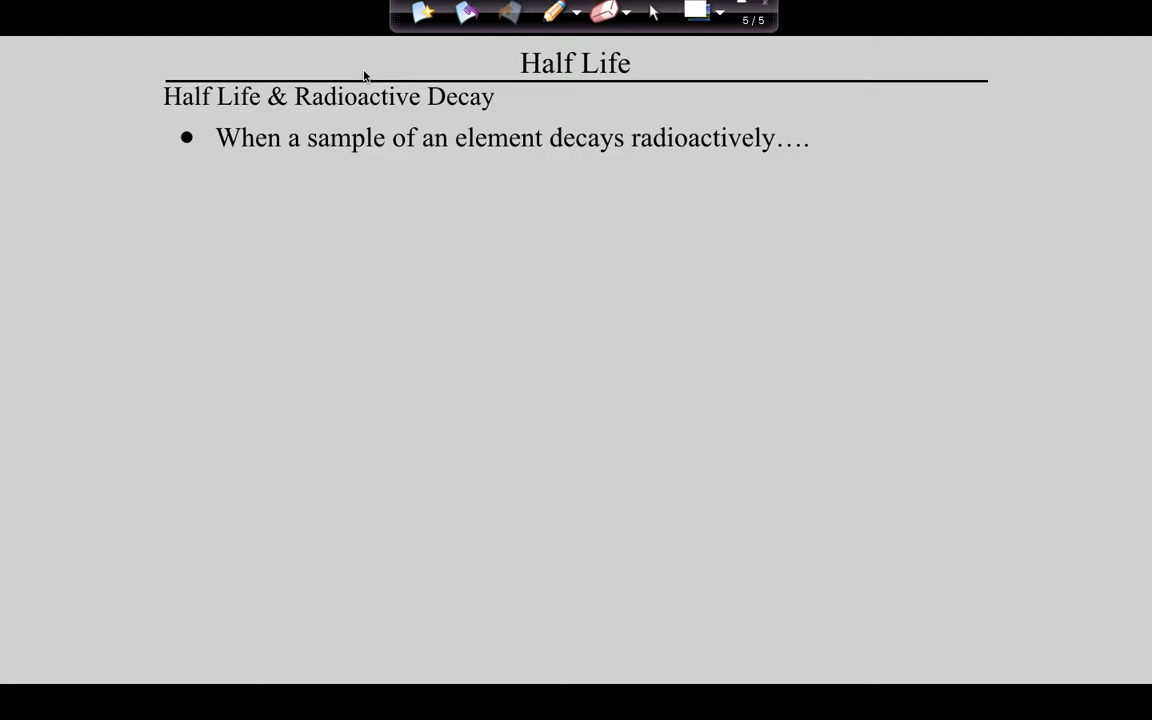 5 / 5
Half Life
Half Life & Radioactive Decay
● When a sample of an element decays radioactively….